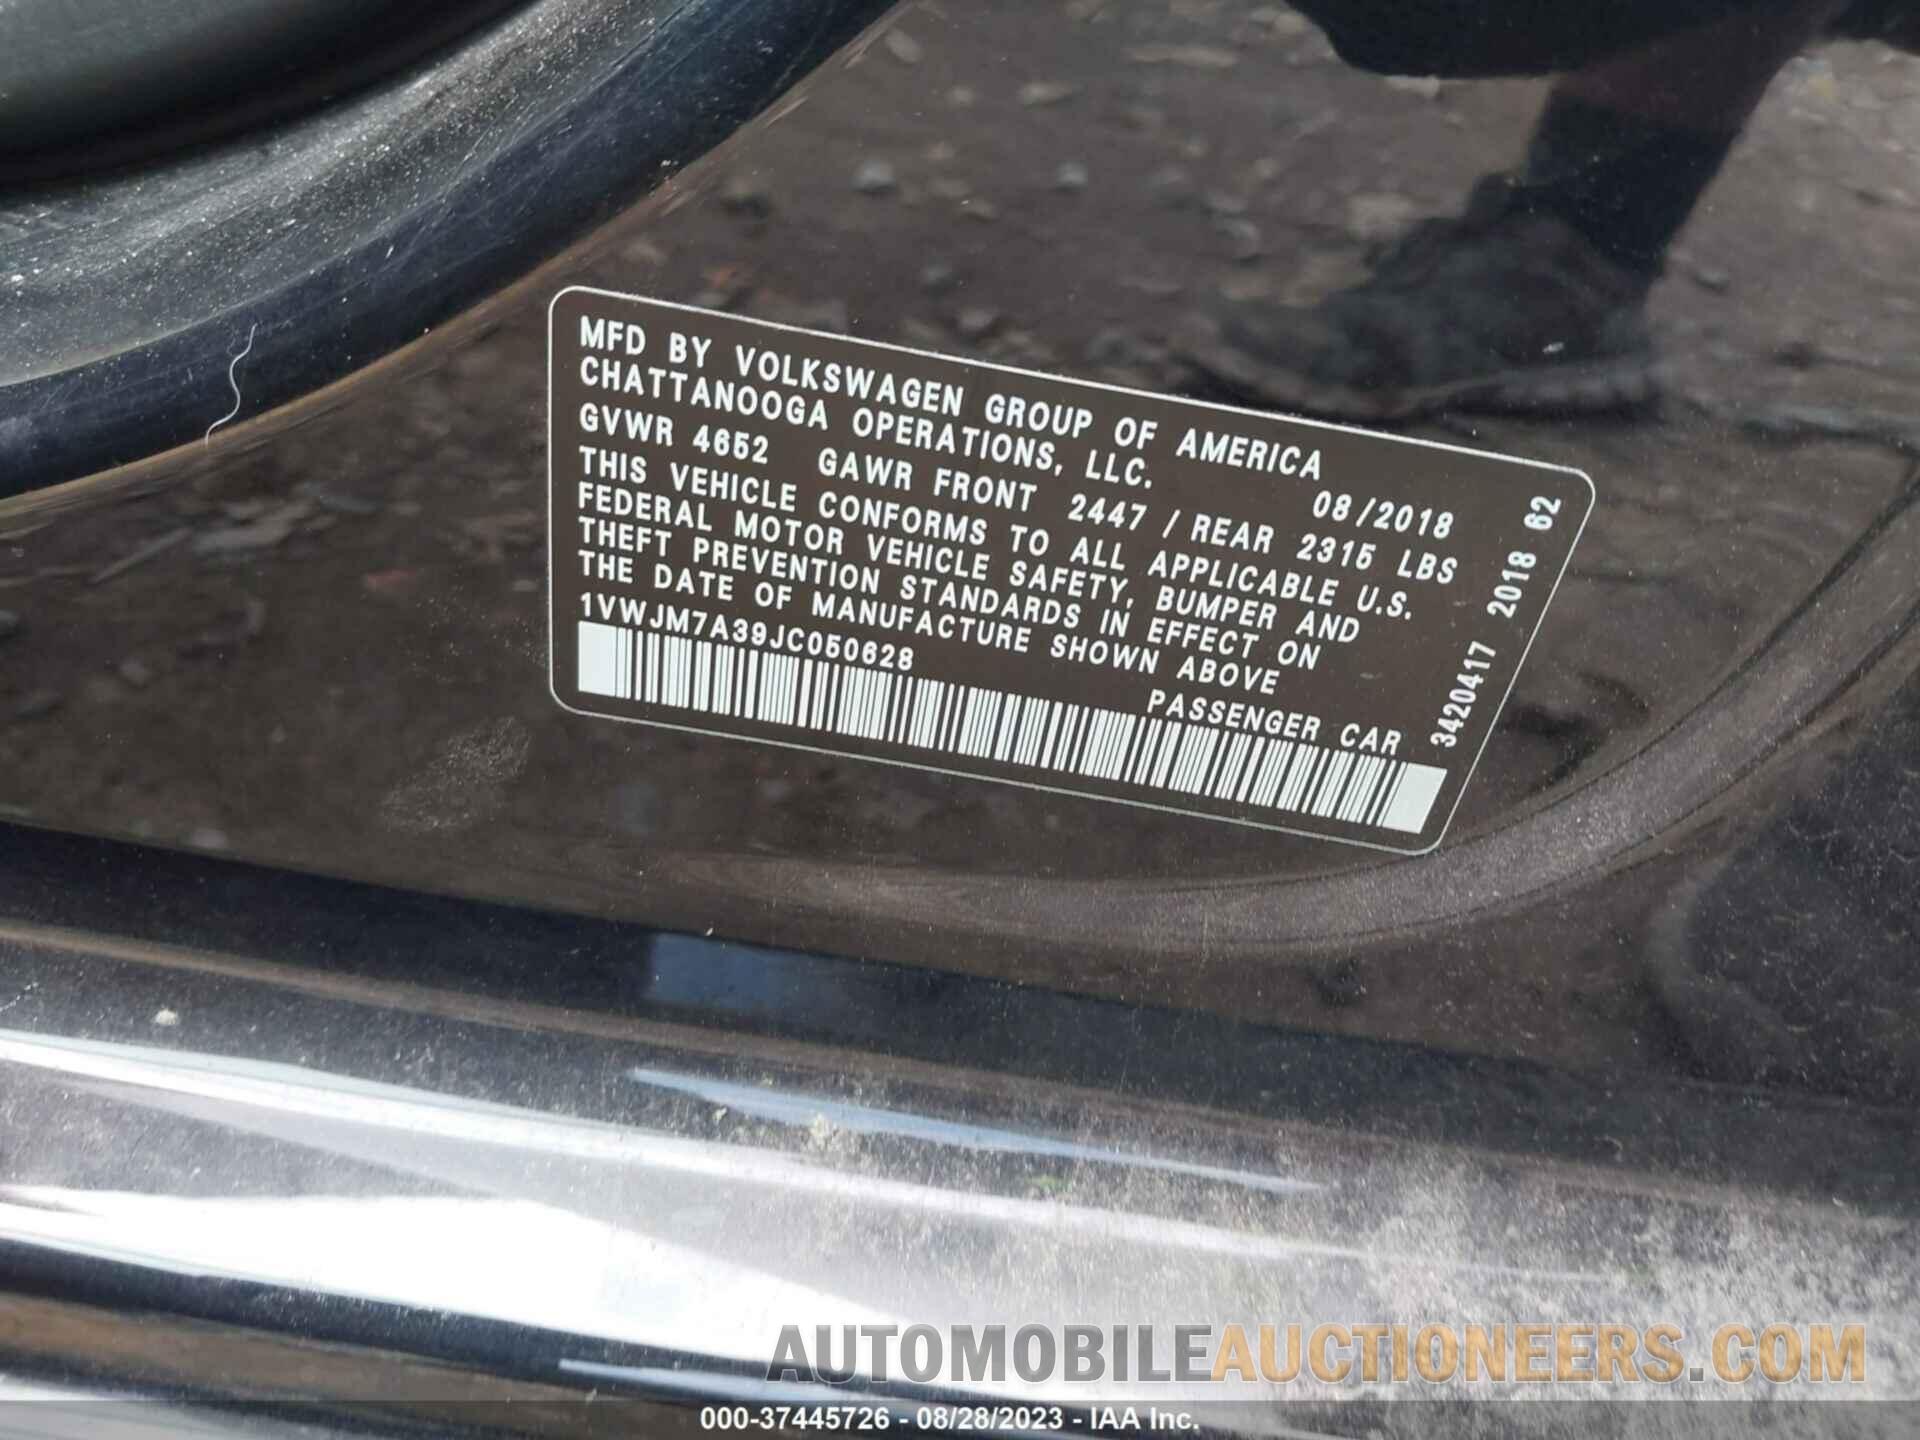 MFD BY VOLKSWAGEN GROUP OF AMERICA
CHATTANOOGA OPERATIONS, LLC. 08/2018
GVWR 4652 GAWR FRONT 2447 / REAR 2315 LBS
THIS VEHICLE CONFORMS TO ALL APPLICABLE U.S.
FEDERAL MOTOR VEHICLE SAFETY, BUMPER AND
THEFT PREVENTION STANDARDS IN EFFECT ON
THE DATE OF MANUFACTURE SHOWN ABOVE
1VWJM7A39JC050628 PASSENGER CAR
3420417 2018 62
AUTOMOBILEAUCTIONEERS.COM
000-37445726 - 08/28/2023 - IAA Inc.